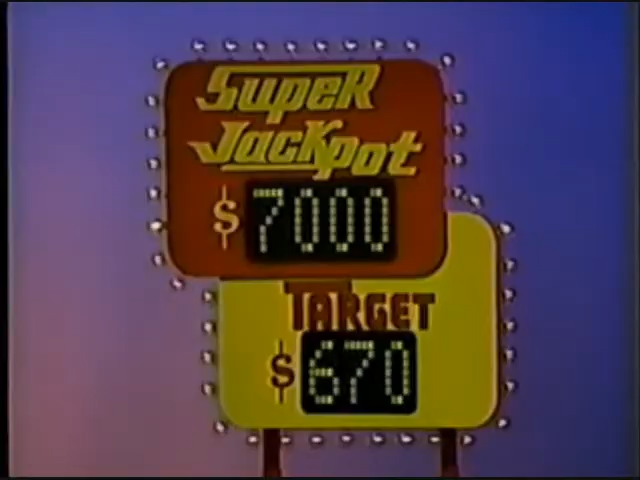 SupeR
JacKpot
$7000
TARGET
$670